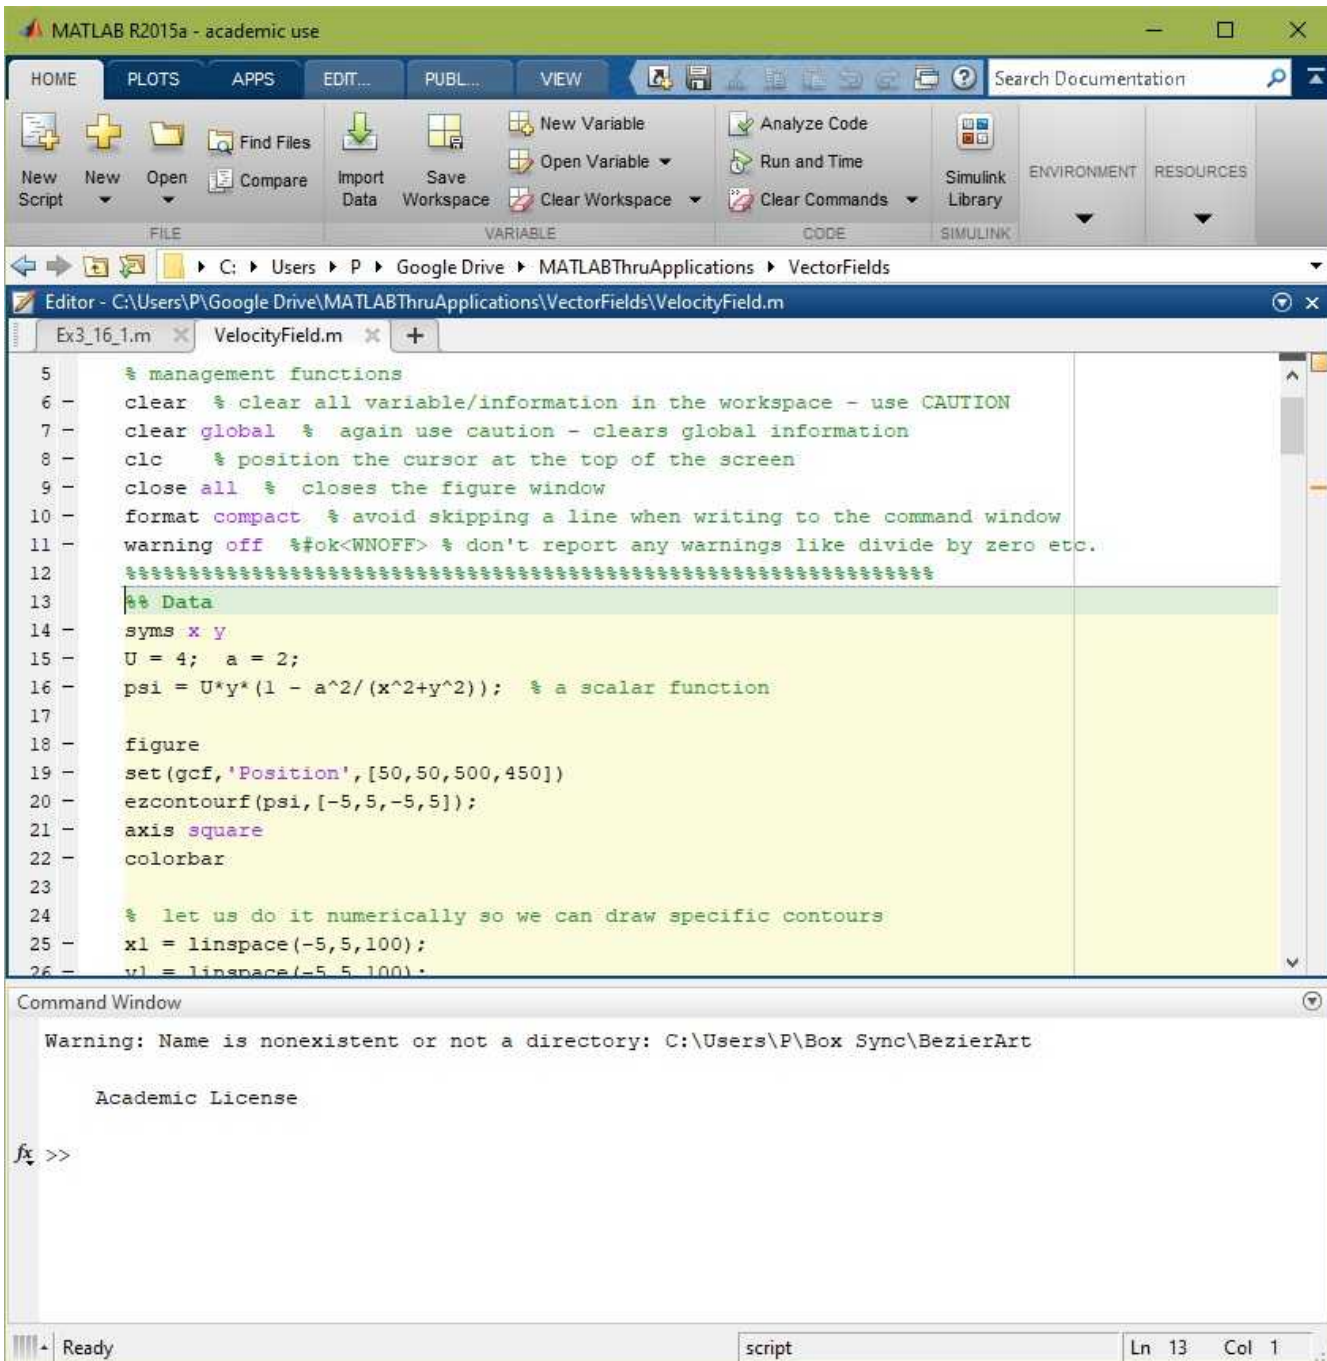 MATLAB R2015a - academic use
HOME PLOTS APPS EDIT... PUBL... VIEW Search Documentation
New Script New Open Find Files Compare Import Data Save Workspace New Variable Open Variable Clear Workspace Analyze Code Run and Time Clear Commands Simulink Library ENVIRONMENT RESOURCES
FILE VARIABLE CODE SIMULINK
C: Users P Google Drive MATLABThruApplications VectorFields
Editor - C:\Users\P\Google Drive\MATLABThruApplications\VectorFields\VelocityField.m
Ex3_16_1.m VelocityField.m +
5 % management functions
6 - clear % clear all variable/information in the workspace - use CAUTION
7 - clear global % again use caution - clears global information
8 - clc % position the cursor at the top of the screen
9 - close all % closes the figure window
10 - format compact % avoid skipping a line when writing to the command window
11 - warning off %#ok<WNOFF> % don't report any warnings like divide by zero etc.
12 %%%%%%%%%%%%%%%%%%%%%%%%%%%%%%%%%%%%%%%%%%%%%%%%%%%%%%%%%%%%%%%%
13 %% Data
14 - syms x y
15 - U = 4; a = 2;
16 - psi = U*y*(1 - a^2/(x^2+y^2)); % a scalar function
17
18 - figure
19 - set(gcf,'Position',[50,50,500,450])
20 - ezcontourf(psi,[-5,5,-5,5]);
21 - axis square
22 - colorbar
23
24 % let us do it numerically so we can draw specific contours
25 - x1 = linspace(-5,5,100);
26 - y1 = linspace(-5,5,100);
Command Window
Warning: Name is nonexistent or not a directory: C:\Users\P\Box Sync\BezierArt
Academic License
fx >>
Ready script Ln 13 Col 1